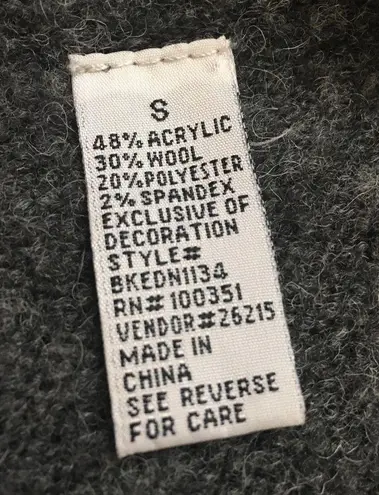 S
48% ACRYLIC
30% WOOL
20% POLYESTER
2% SPANDEX
EXCLUSIVE OF
DECORATION
STYLE#
BKEDN1134
RN# 100351
VENDOR#26215
MADE IN
CHINA
SEE REVERSE
FOR CARE